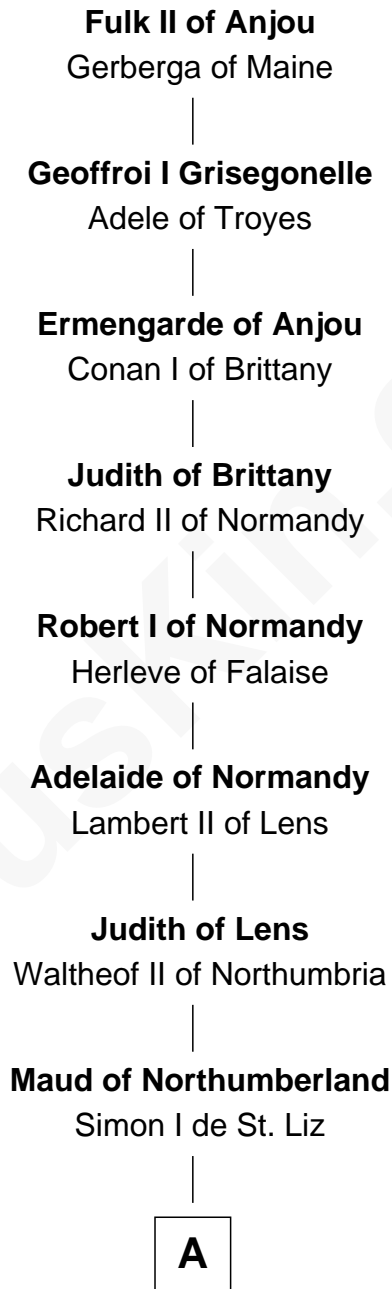 Fulk II of Anjou
Gerberga of Maine
Geoffroi I Grisegonelle
Adele of Troyes
Ermengarde of Anjou
Conan I of Brittany
Judith of Brittany
Richard II of Normandy
Robert I of Normandy
Herleve of Falaise
Adelaide of Normandy
Lambert II of Lens
Judith of Lens
Waltheof II of Northumbria
Maud of Northumberland
Simon I de St. Liz
A